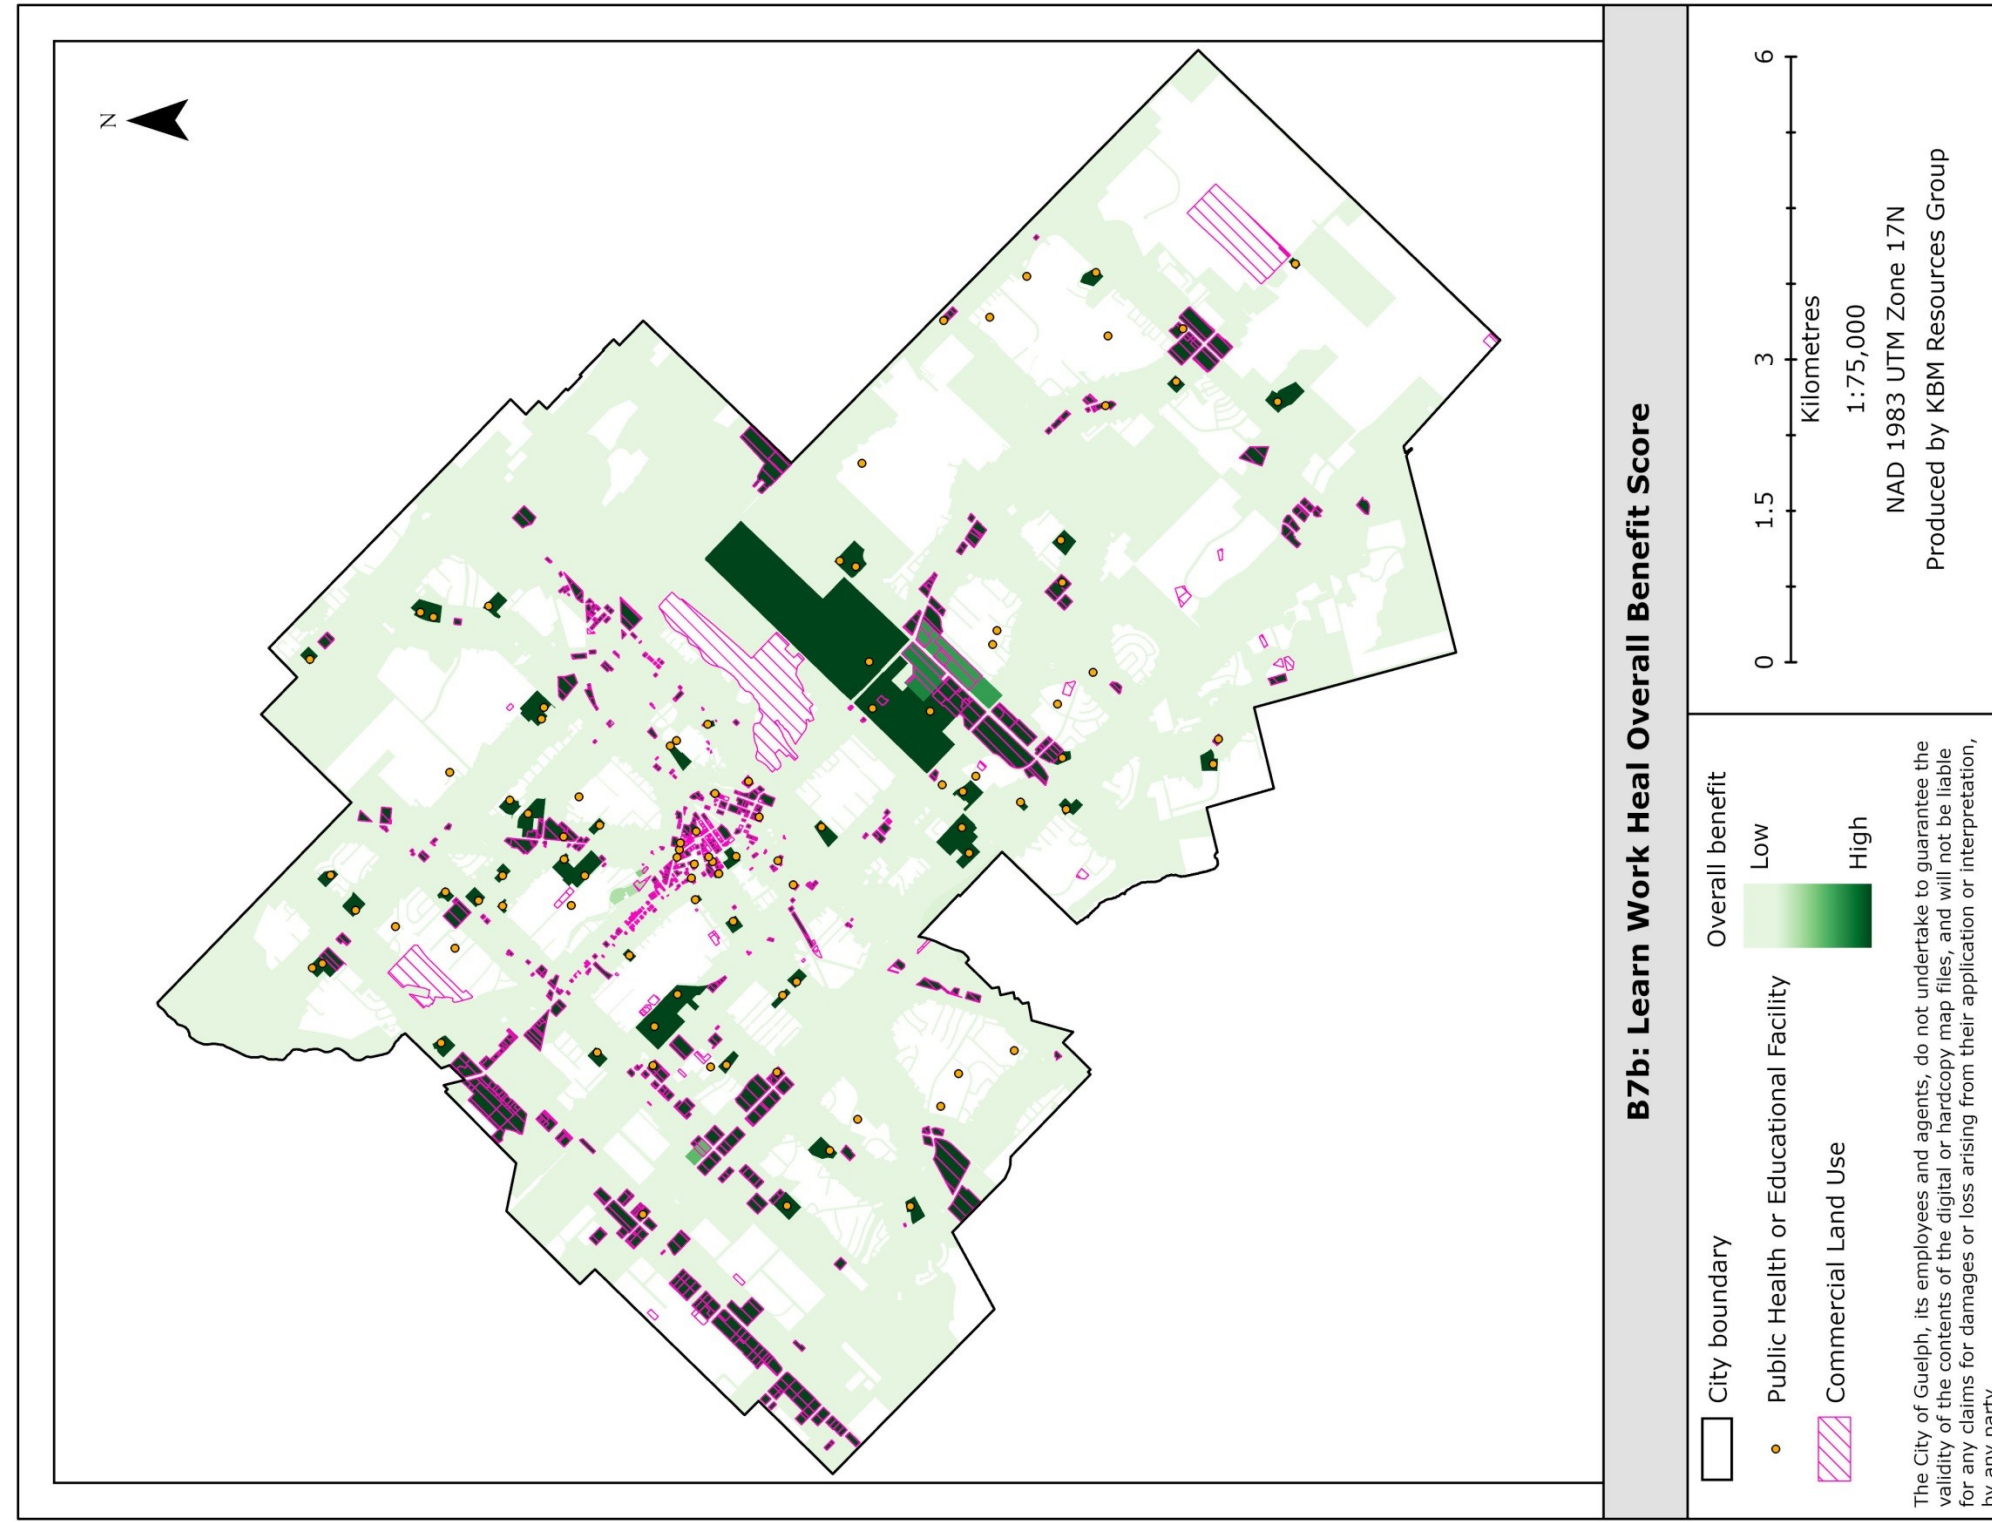 N
B7b: Learn Work Heal Overall Benefit Score
City boundary
Public Health or Educational Facility
Commercial Land Use
Overall benefit
Low
High
The City of Guelph, its employees and agents, do not undertake to guarantee the
validity of the contents of the digital or hardcopy map files, and will not be liable
for any claims for damages or loss arising from their application or interpretation,
by any party
0 1.5 3 6
Kilometres
1:75,000
NAD 1983 UTM Zone 17N
Produced by KBM Resources Group